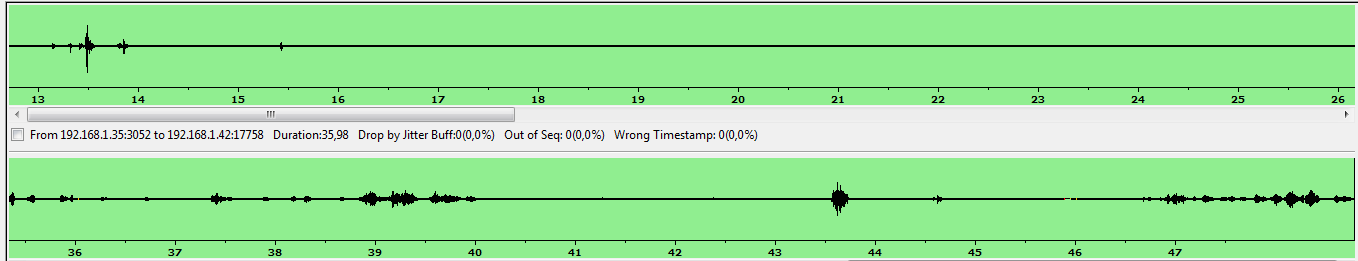 13 14 15 16 17 18 19 20 21 22 23 24 25 26
From 192.168.1.35:3052 to 192.168.1.42:17758 Duration:35,98 Drop by Jitter Buff:0(0,0%) Out of Seq: 0(0,0%) Wrong Timestamp: 0(0,0%)
36 37 38 39 40 41 42 43 44 45 46 47